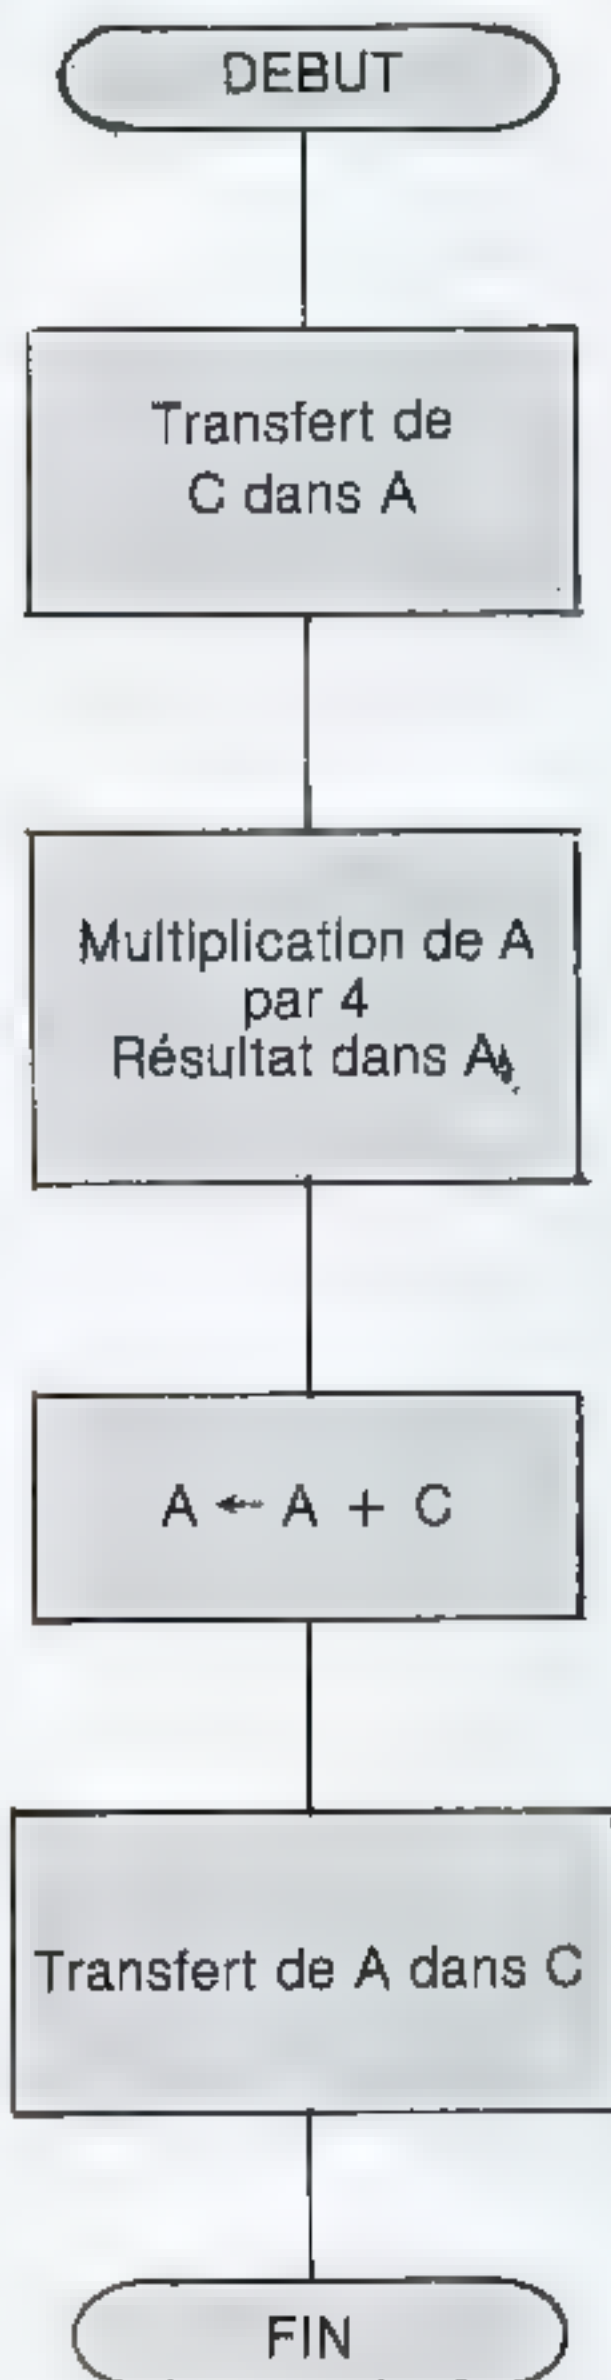 DEBUT
Transfert de
C dans A
Multiplication de A
par 4
Résultat dans A
A ← A + C
Transfert de A dans C
FIN